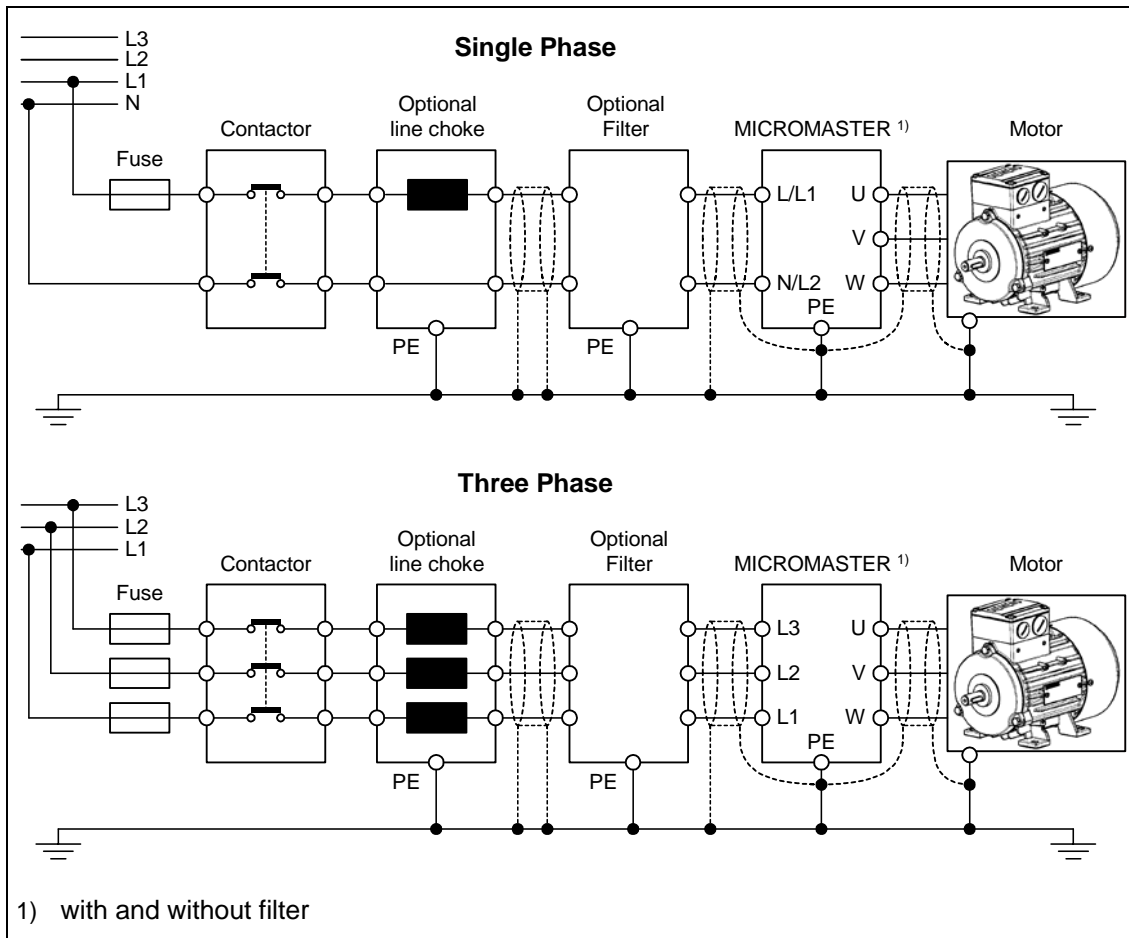 Single Phase
L3
L2
L1
N
Fuse
Contactor
Optional
line choke
Optional
Filter
MICROMASTER 1)
Motor
L/L1
U
V
N/L2
W
PE
PE
PE
Three Phase
L3
L2
L1
Fuse
Contactor
Optional
line choke
Optional
Filter
MICROMASTER 1)
Motor
L3
U
L2
V
L1
W
PE
PE
PE
1) with and without filter